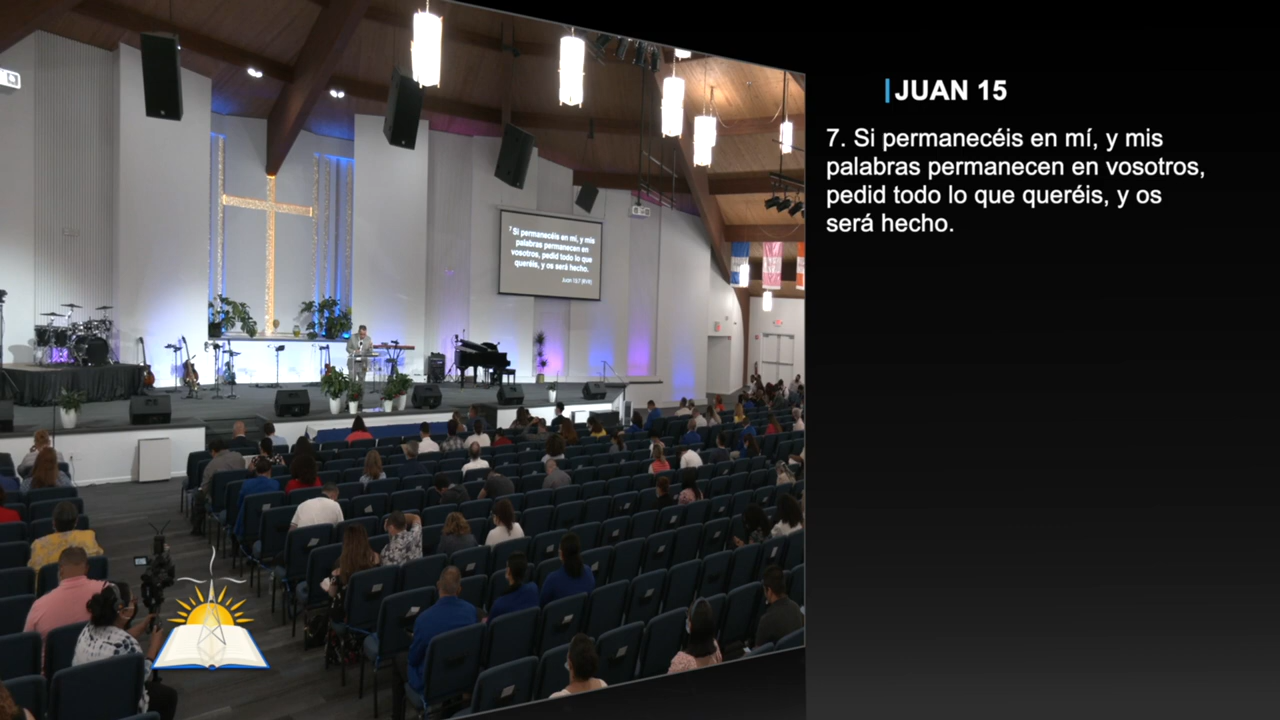 JUAN 15
7. Si permanecéis en mí, y mis
palabras permanecen en vosotros,
pedid todo lo que queréis, y os
será hecho.
7 Si permanecéis en mí, y mis
palabras permanecen en
vosotros, pedid todo lo que
queréis, y os será hecho.
Juan 15:7 (RVR)